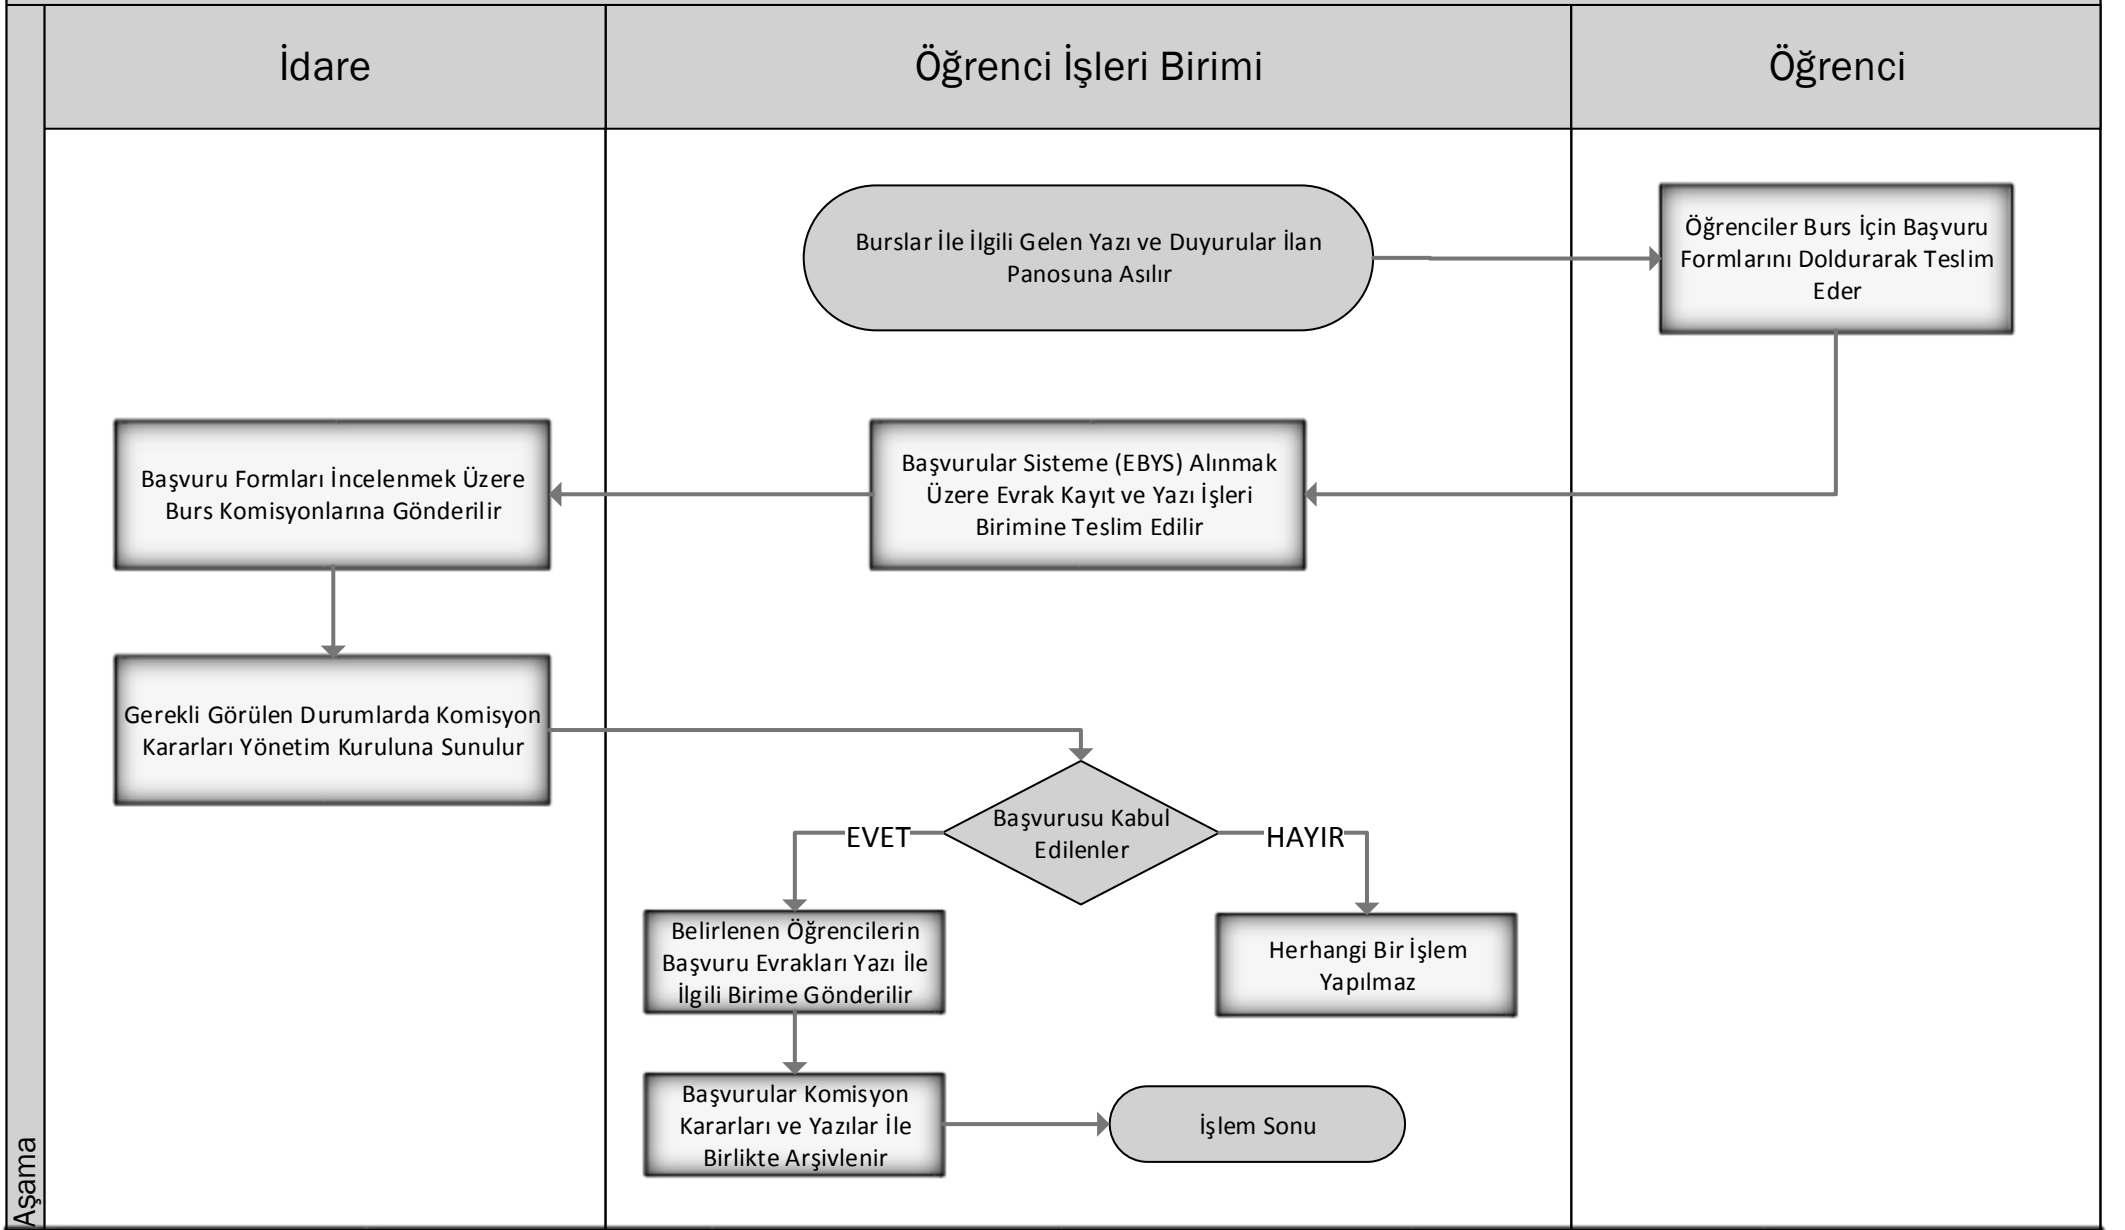 İdare
Öğrenci İşleri Birimi
Öğrenci
Burslar İle İlgili Gelen Yazı ve Duyurular İlan
Panosuna Asılır
Öğrenciler Burs İçin Başvuru
Formlarını Doldurarak Teslim
Eder
Başvuru Formları İncelenmek Üzere
Burs Komisyonlarına Gönderilir
Başvurular Sisteme (EBYS) Alınmak
Üzere Evrak Kayıt ve Yazı İşleri
Birimine Teslim Edilir
Gerekli Görülen Durumlarda Komisyon
Kararları Yönetim Kuruluna Sunulur
Başvurusu Kabul
Edilenler
EVET
HAYIR
Belirlenen Öğrencilerin
Başvuru Evrakları Yazı İle
İlgili Birime Gönderilir
Herhangi Bir İşlem
Yapılmaz
Başvurular Komisyon
Kararları ve Yazılar İle
Birlikte Arşivlenir
İşlem Sonu
Aşama